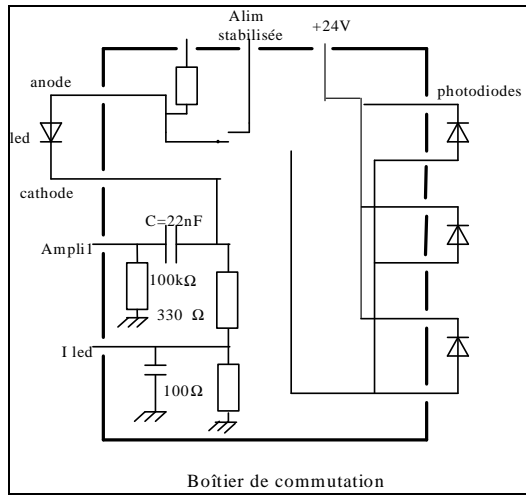 Alim
stabilisée
+24V
anode
photodiodes
led
cathode
C=22nF
Ampli1
100kΩ
330 Ω
I led
100Ω
Boîtier de commutation